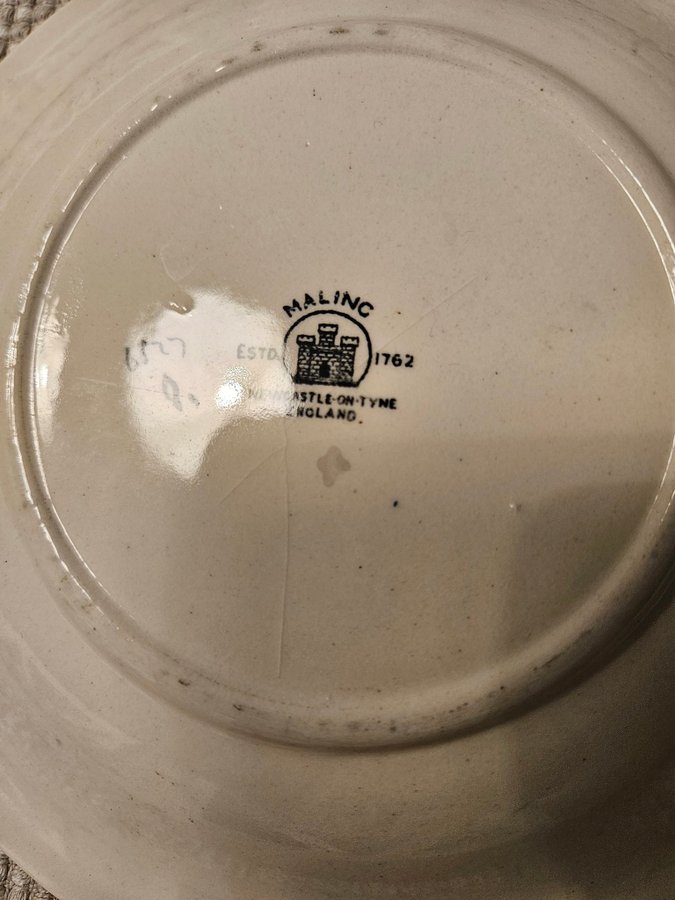 MALING
ESTD. 1762
NEWCASTLE-ON-TYNE
ENGLAND